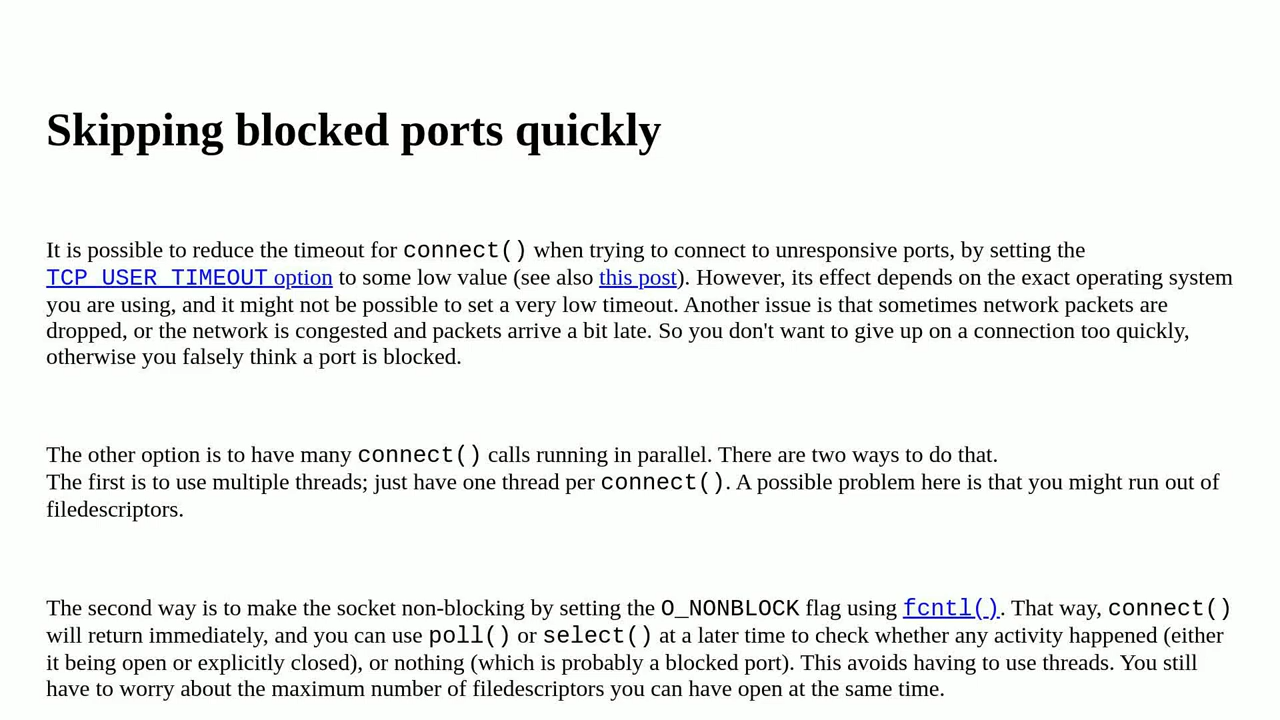 Skipping blocked ports quickly
It is possible to reduce the timeout for connect() when trying to connect to unresponsive ports, by setting the
TCP_USER_TIMEOUT option to some low value (see also this post). However, its effect depends on the exact operating system
you are using, and it might not be possible to set a very low timeout. Another issue is that sometimes network packets are
dropped, or the network is congested and packets arrive a bit late. So you don't want to give up on a connection too quickly,
otherwise you falsely think a port is blocked.
The other option is to have many connect() calls running in parallel. There are two ways to do that.
The first is to use multiple threads; just have one thread per connect(). A possible problem here is that you might run out of
filedescriptors.
The second way is to make the socket non-blocking by setting the O_NONBLOCK flag using fcntl(). That way, connect()
will return immediately, and you can use poll() or select() at a later time to check whether any activity happened (either
it being open or explicitly closed), or nothing (which is probably a blocked port). This avoids having to use threads. You still
have to worry about the maximum number of filedescriptors you can have open at the same time.